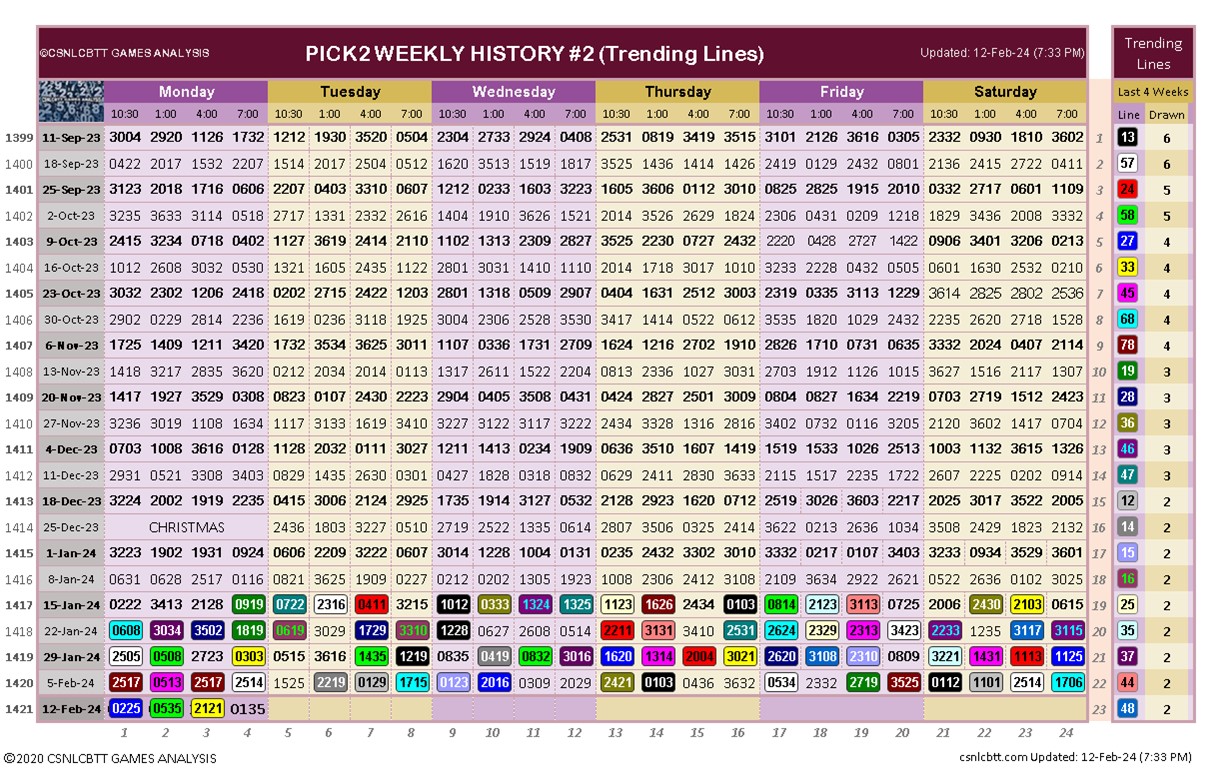 ©CSNLCBTT GAMES ANALYSIS PICK2 WEEKLY HISTORY #2 (Trending Lines) Updated: 12-Feb-24 (7:33 PM) Trending Lines
Monday Tuesday Wednesday Thursday Friday Saturday Last 4 Weeks
10:30 1:00 4:00 7:00 10:30 1:00 4:00 7:00 10:30 1:00 4:00 7:00 10:30 1:00 4:00 7:00 10:30 1:00 4:00 7:00 10:30 1:00 4:00 7:00 Line Drawn
1399 11-Sep-23 3004 2920 1126 1732 1212 1930 3520 0504 2304 2733 2924 0408 2531 0819 3419 3515 3101 2126 3616 0305 2332 0930 1810 3602 1 13 6
1400 18-Sep-23 0422 2017 1532 2207 1514 2017 2504 0512 1620 3513 1519 1817 3525 1436 1414 1426 2419 0129 2432 0801 2136 2415 2722 0411 2 57 6
1401 25-Sep-23 3123 2018 1716 0606 2207 0403 3310 0607 1212 0233 1603 3223 1605 3606 0112 3010 0825 2825 1915 2010 0332 2717 0601 1109 3 24 5
1402 2-Oct-23 3235 3633 3114 0518 2717 1331 2332 2616 1404 1910 3626 1521 2014 3526 2629 1824 2306 0431 0209 1218 1829 3436 2008 3332 4 58 5
1403 9-Oct-23 2415 3234 0718 0402 1127 3619 2414 2110 1102 1313 2309 2827 3525 2230 0727 2432 2220 0428 2727 1422 0906 3401 3206 0213 5 27 4
1404 16-Oct-23 1012 2608 3032 0530 1321 1605 2435 1122 2801 3031 1410 1110 2014 1718 3017 1010 3233 2228 0432 0505 0601 1630 2532 0210 6 33 4
1405 23-Oct-23 3032 2302 1206 2418 0202 2715 2422 1203 2801 1318 0509 2907 0404 1631 2512 3003 2319 0335 3113 1229 3614 2825 2802 2536 7 45 4
1406 30-Oct-23 2902 0229 2814 2236 1619 0236 3118 1925 3004 2306 2528 3530 3417 1414 0522 0612 3535 1820 1029 2432 2235 2620 2718 1528 8 68 4
1407 6-Nov-23 1725 1409 1211 3420 1732 3534 3625 3011 1107 0336 1731 2709 1624 1216 2702 1910 2826 1710 0731 0635 3332 2024 0407 2114 9 78 4
1408 13-Nov-23 1418 3217 2835 3620 0212 2034 2014 0113 1317 2611 1522 2204 0813 2336 1027 3031 2703 1912 1126 1015 3627 1516 2117 1307 10 19 3
1409 20-Nov-23 1417 1927 3529 0308 0823 0107 2430 2223 2904 0405 3508 0431 0424 2827 2501 3009 0804 0827 1634 2219 0703 2719 1512 2423 11 28 3
1410 27-Nov-23 3236 3019 1108 1634 1117 3133 1619 3410 3227 3122 3117 3222 2434 3328 1316 2816 3402 0732 0116 3205 2120 3602 1417 0704 12 36 3
1411 4-Dec-23 0703 1008 3616 0128 1128 2032 0111 3027 1211 1413 0234 1909 0636 3510 1607 1419 1519 1533 1026 2513 1003 1132 3615 1326 13 46 3
1412 11-Dec-23 2931 0521 3308 3403 0829 1435 2630 0301 0427 1828 0318 0832 0629 2411 2830 3633 2115 1517 2235 1722 2607 2225 0202 0914 14 47 3
1413 18-Dec-23 3224 2002 1919 2235 0415 3006 2124 2925 1735 1914 3127 0532 2128 2923 1620 0712 2519 3026 3603 2217 2025 3017 3522 2005 15 12 2
1414 25-Dec-23 CHRISTMAS 2436 1803 3227 0510 2719 2522 1335 0614 2807 3506 0325 2414 3622 0213 2636 1034 3508 2429 1823 2132 16 14 2
1415 1-Jan-24 3223 1902 1931 0924 0606 2209 3222 0607 3014 1228 1004 0131 0235 2432 3302 3010 3332 0217 0107 3403 3233 0934 3529 3601 17 15 2
1416 8-Jan-24 0631 0628 2517 0116 0821 3625 1909 0227 0212 0202 1305 1923 1008 2306 2412 3108 2109 3634 2922 2621 0522 2636 0102 3025 18 16 2
1417 15-Jan-24 0222 3413 2128 0919 0722 2316 0411 3215 1012 0333 1324 1325 1123 1626 2434 0103 0814 2123 3113 0725 2006 2430 2103 0615 19 25 2
1418 22-Jan-24 0608 3034 3502 1819 0619 3029 1729 3310 1228 0627 2608 0514 2211 3131 3410 2531 2624 2329 2313 3423 2233 1235 3117 3115 20 35 2
1419 29-Jan-24 2505 0508 2723 0303 0515 3616 1435 1219 0835 0419 0832 3016 1620 1314 2004 3021 2620 3108 2310 0809 3221 1431 1113 1125 21 37 2
1420 5-Feb-24 2517 0513 2517 2514 1525 2219 0129 1715 0123 2016 0309 2029 2421 0103 0436 3632 0534 2332 2719 3525 0112 1101 2514 1706 22 44 2
1421 12-Feb-24 0225 0535 2121 0135 23 48 2
1 2 3 4 5 6 7 8 9 10 11 12 13 14 15 16 17 18 19 20 21 22 23 24
©2020 CSNLCBTT GAMES ANALYSIS csnlcbtt.com Updated: 12-Feb-24 (7:33 PM)